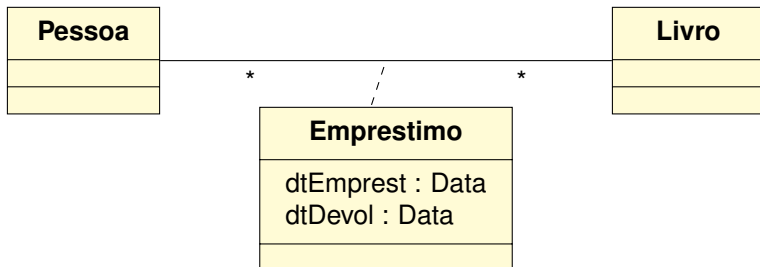 Pessoa
Livro
*
*
Emprestimo
dtEmprest : Data
dtDevol : Data